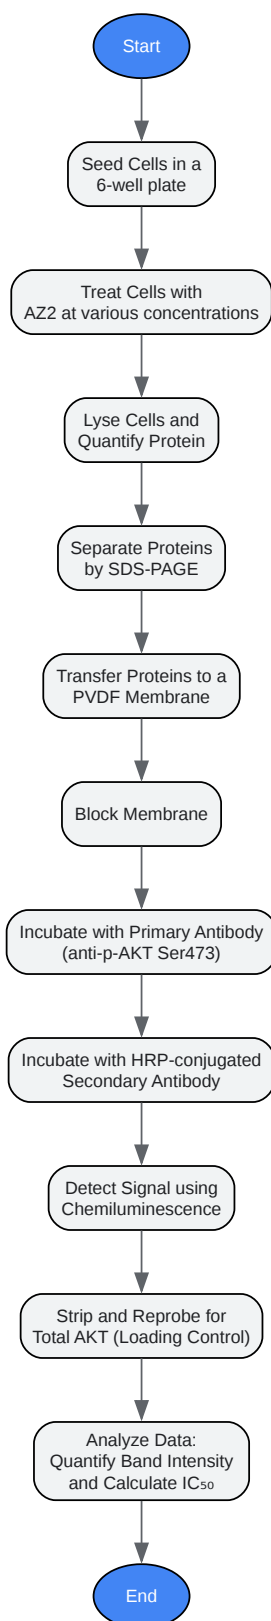 Start
Seed Cells in a
6-well plate
Treat Cells with
AZ2 at various concentrations
Lyse Cells and
Quantify Protein
Separate Proteins
by SDS-PAGE
Transfer Proteins to a
PVDF Membrane
Block Membrane
Incubate with Primary Antibody
(anti-p-AKT Ser473)
Incubate with HRP-conjugated
Secondary Antibody
Detect Signal using
Chemiluminescence
Strip and Reprobe for
Total AKT (Loading Control)
Analyze Data:
Quantify Band Intensity
and Calculate IC₅₀
End